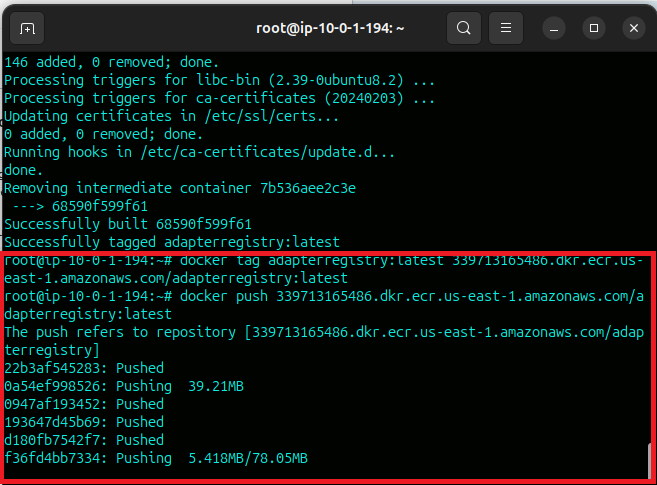 root@ip-10-0-1-194: ~
146 added, 0 removed; done.
Processing triggers for libc-bin (2.39-0ubuntu8.2) ...
Processing triggers for ca-certificates (20240203) ...
Updating certificates in /etc/ssl/certs...
0 added, 0 removed; done.
Running hooks in /etc/ca-certificates/update.d...
done.
Removing intermediate container 7b536aee2c3e
 ---> 68590f599f61
Successfully built 68590f599f61
Successfully tagged adapterregistry:latest
root@ip-10-0-1-194:~# docker tag adapterregistry:latest 339713165486.dkr.ecr.us-
east-1.amazonaws.com/adapterregistry:latest
root@ip-10-0-1-194:~# docker push 339713165486.dkr.ecr.us-east-1.amazonaws.com/a
dapterregistry:latest
The push refers to repository [339713165486.dkr.ecr.us-east-1.amazonaws.com/adap
terregistry]
22b3af545283: Pushed
0a54ef998526: Pushing  39.21MB
0947af193452: Pushed
193647d45b69: Pushed
d180fb7542f7: Pushed
f36fd4bb7334: Pushing  5.418MB/78.05MB